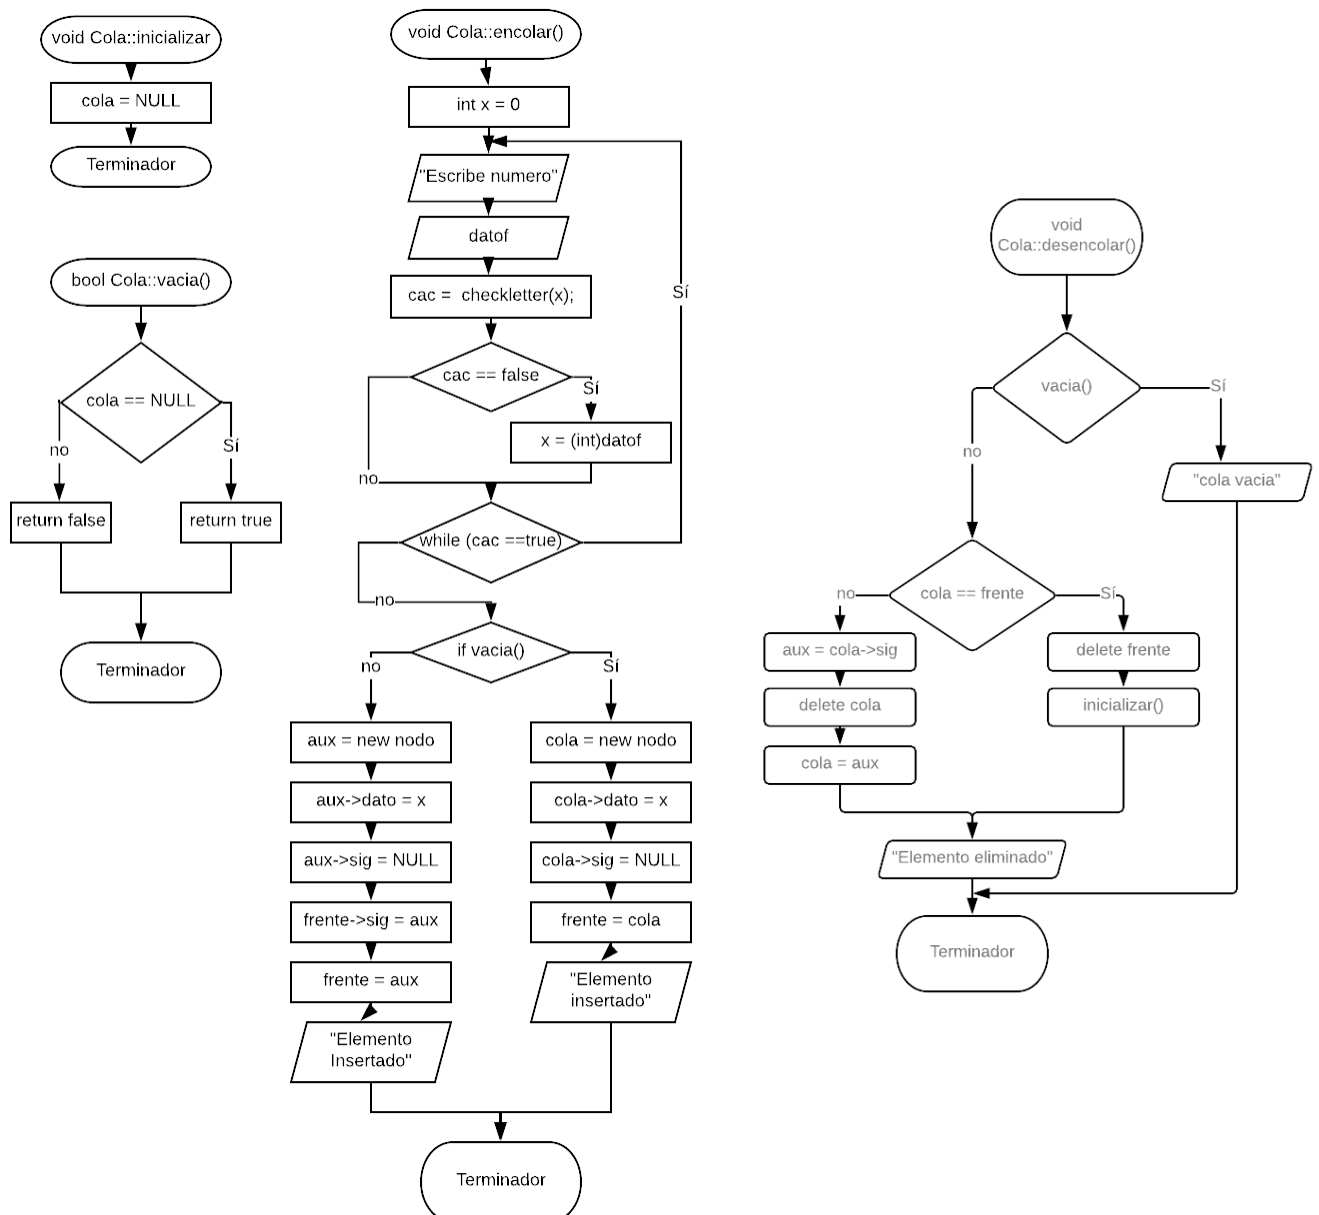 void Cola::inicializar
cola = NULL
Terminador
bool Cola::vacia()
cola == NULL
no
Sí
return false
return true
Terminador
void Cola::encolar()
int x = 0
"Escribe numero"
datof
cac =  checkletter(x);
Sí
cac == false
Sí
x = (int)datof
no
while (cac ==true)
no
if vacia()
no
Sí
aux = new nodo
aux->dato = x
aux->sig = NULL
frente->sig = aux
frente = aux
"Elemento
Insertado"
cola = new nodo
cola->dato = x
cola->sig = NULL
frente = cola
"Elemento
insertado"
Terminador
void
Cola::desencolar()
vacia()
Sí
no
"cola vacia"
cola == frente
no
Sí
aux = cola->sig
delete cola
cola = aux
delete frente
inicializar()
"Elemento eliminado"
Terminador